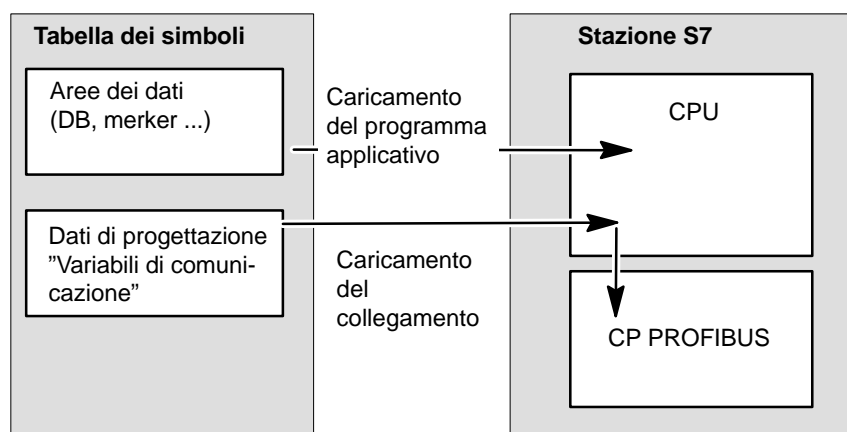 Tabella dei simboli
Aree dei dati
(DB, merker ...)
Dati di progettazione
”Variabili di comuni-
cazione”
Caricamento
del programma
applicativo
Caricamento
del
collegamento
Stazione S7
CPU
CP PROFIBUS